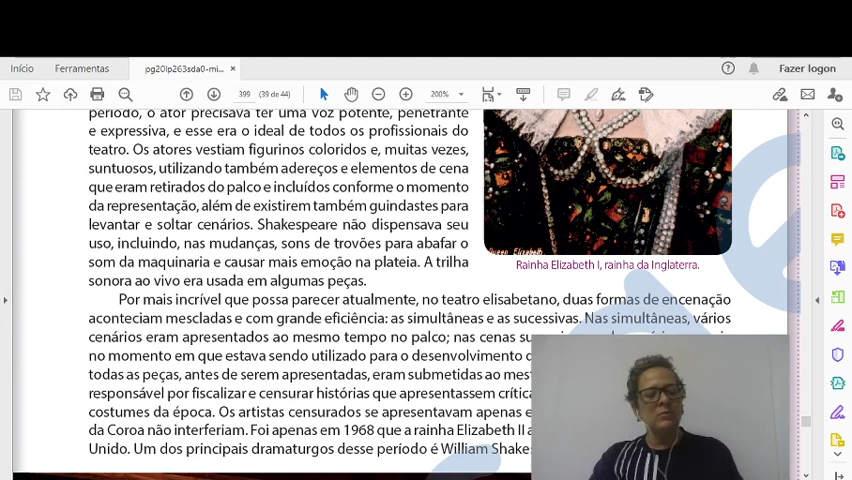 Início
Ferramentas
pg20lp263sda0-mi... ×
Fazer logon
399 (39 de 44)
200%
período, o ator precisava ter uma voz potente, penetrante
e expressiva, e esse era o ideal de todos os profissionais do
teatro. Os atores vestiam figurinos coloridos e, muitas vezes,
suntuosos, utilizando também adereços e elementos de cena
que eram retirados do palco e incluídos conforme o momento
da representação, além de existirem também guindastes para
levantar e soltar cenários. Shakespeare não dispensava seu
uso, incluindo, nas mudanças, sons de trovões para abafar o
som da maquinaria e causar mais emoção na plateia. A trilha
sonora ao vivo era usada em algumas peças.
Queen Elizabeth
Rainha Elizabeth I, rainha da Inglaterra.
Por mais incrível que possa parecer atualmente, no teatro elisabetano, duas formas de encenação
aconteciam mescladas e com grande eficiência: as simultâneas e as sucessivas. Nas simultâneas, vários
cenários eram apresentados ao mesmo tempo no palco; nas cenas
no momento em que estava sendo utilizado para o desenvolvimento
todas as peças, antes de serem apresentadas, eram submetidas ao
responsável por fiscalizar e censurar histórias que apresentassem
costumes da época. Os artistas censurados se apresentavam apenas
da Coroa não interferiam. Foi apenas em 1968 que a rainha Elizabeth II
Unido. Um dos principais dramaturgos desse período é William